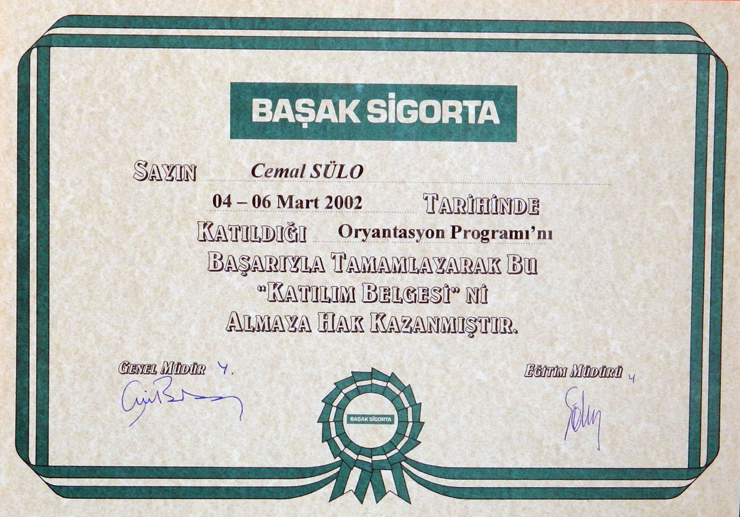 BAŞAK SİGORTA
SAYIN Cemal SÜLO
04 – 06 Mart 2002 TARİHİNDE
KATILDIĞI Oryantasyon Programı'nı
BAŞARIYLA TAMAMLAYARAK BU
"KATILIM BELGESİ" Nİ
ALMAYA HAK KAZANMIŞTIR.
GENEL MÜDÜR Y.
EĞİTİM MÜDÜRÜ
BAŞAK SİGORTA